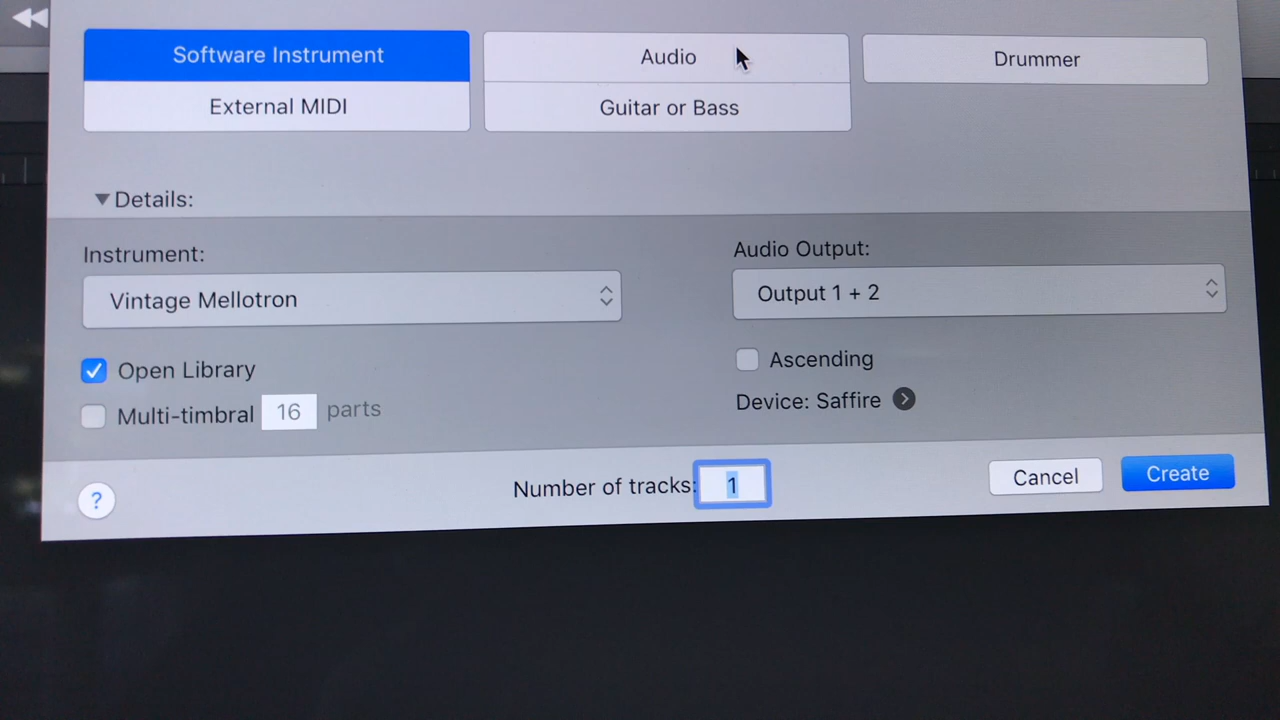 Software Instrument
Audio
Drummer
External MIDI
Guitar or Bass
Details:
Instrument:
Audio Output:
Vintage Mellotron
Output 1 + 2
Open Library
Ascending
Multi-timbral 16 parts
Device: Saffire
?
Number of tracks: 1
Cancel
Create